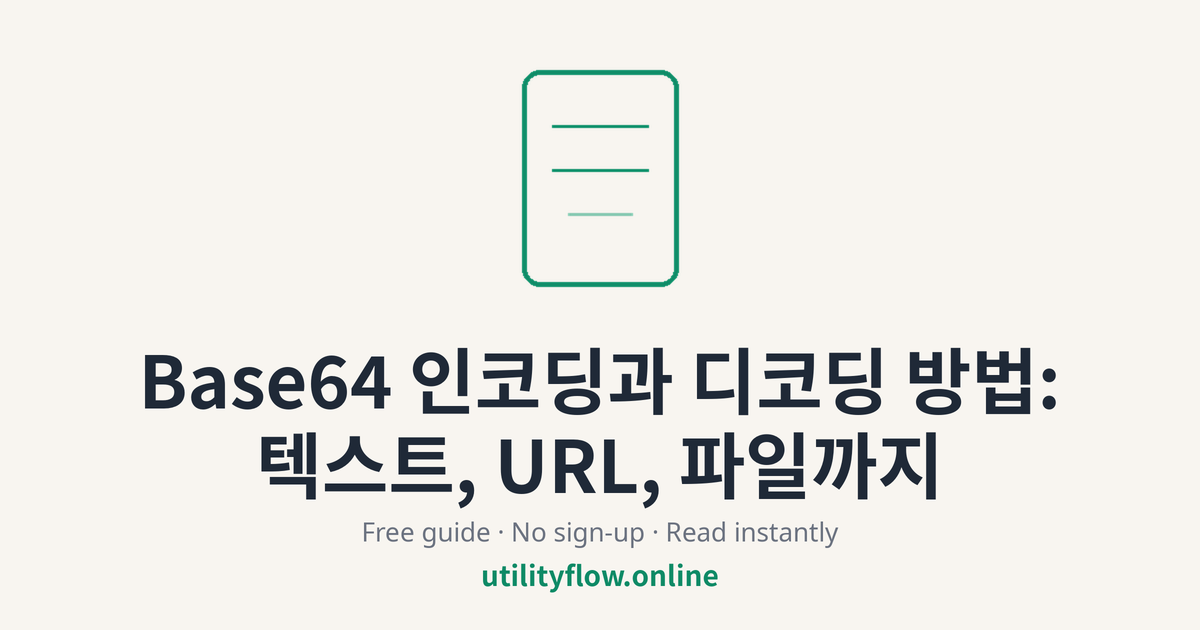 Base64 인코딩과 디코딩 방법:
텍스트, URL, 파일까지
Free guide · No sign-up · Read instantly
utilityflow.online